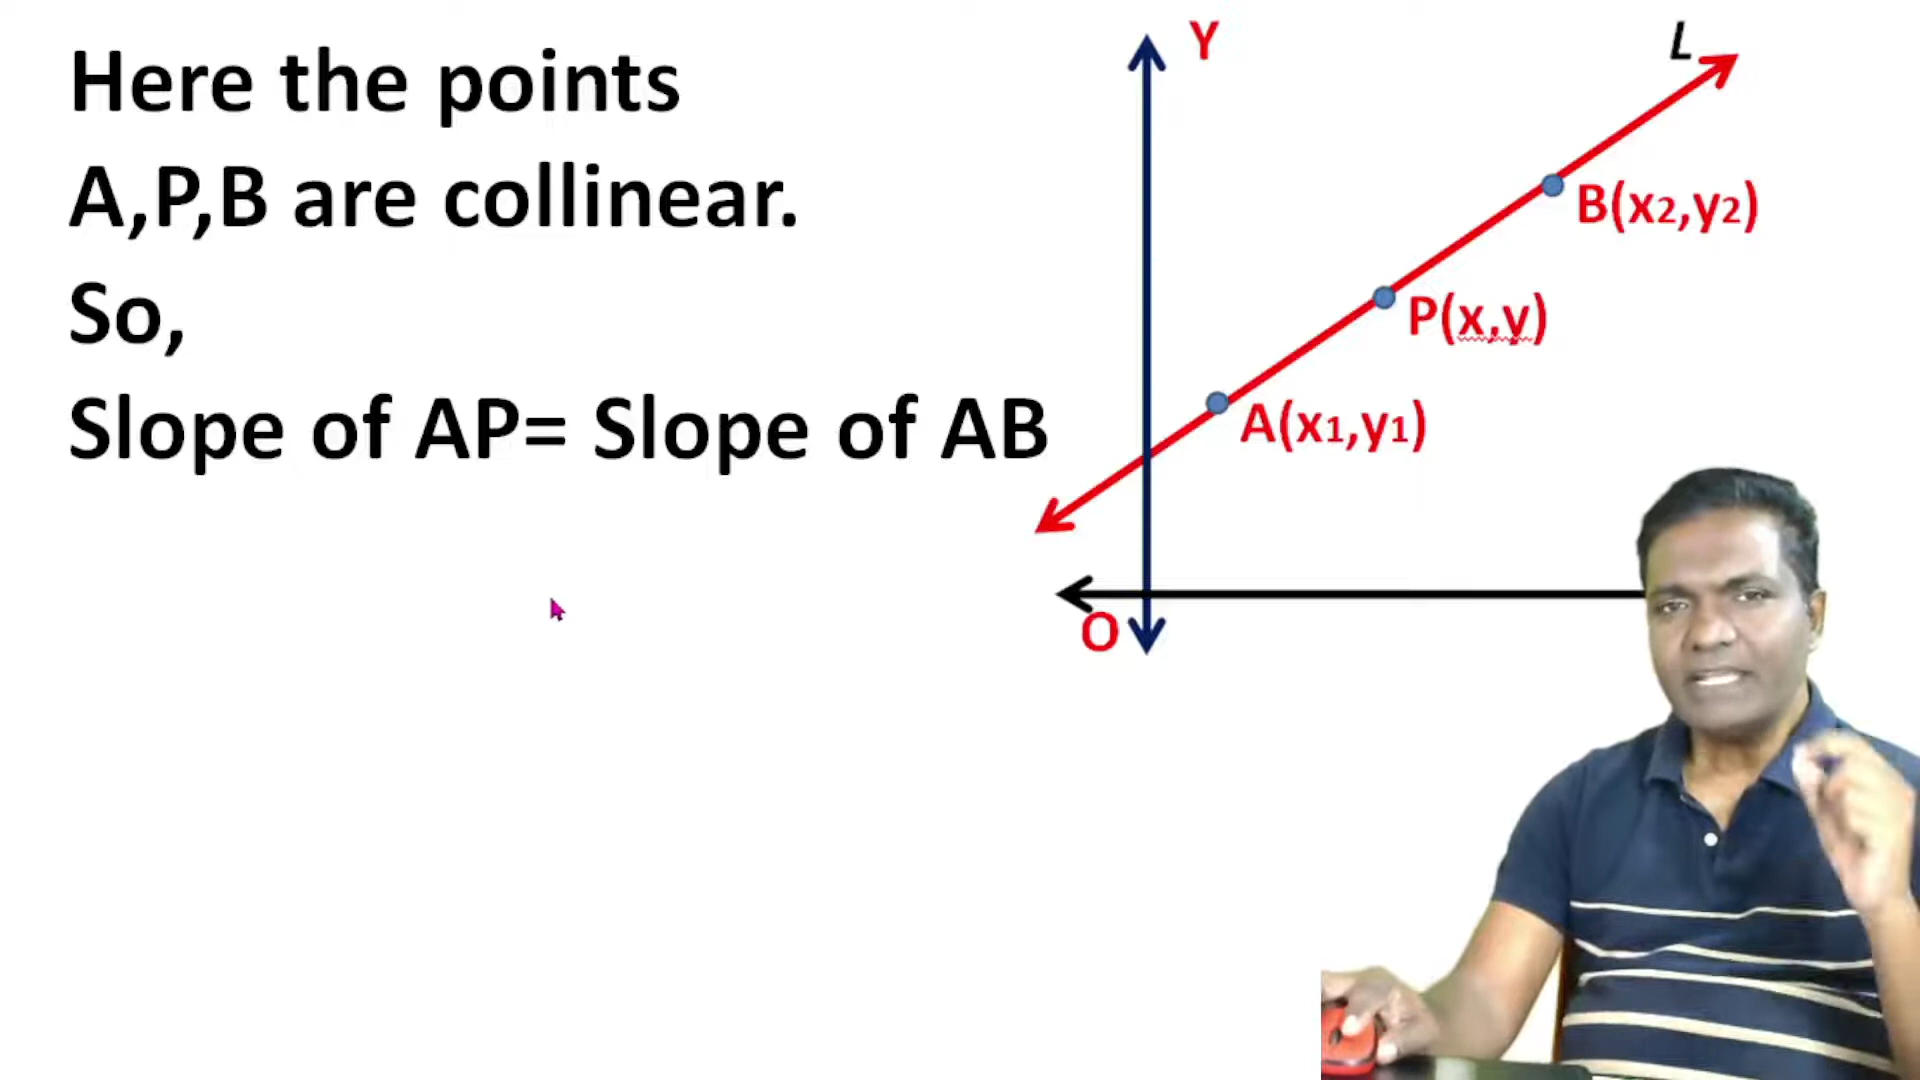 Here the points
A,P,B are collinear.
So,
Slope of AP= Slope of AB
Y
L
B(x2,y2)
P(x,y)
A(x1,y1)
O